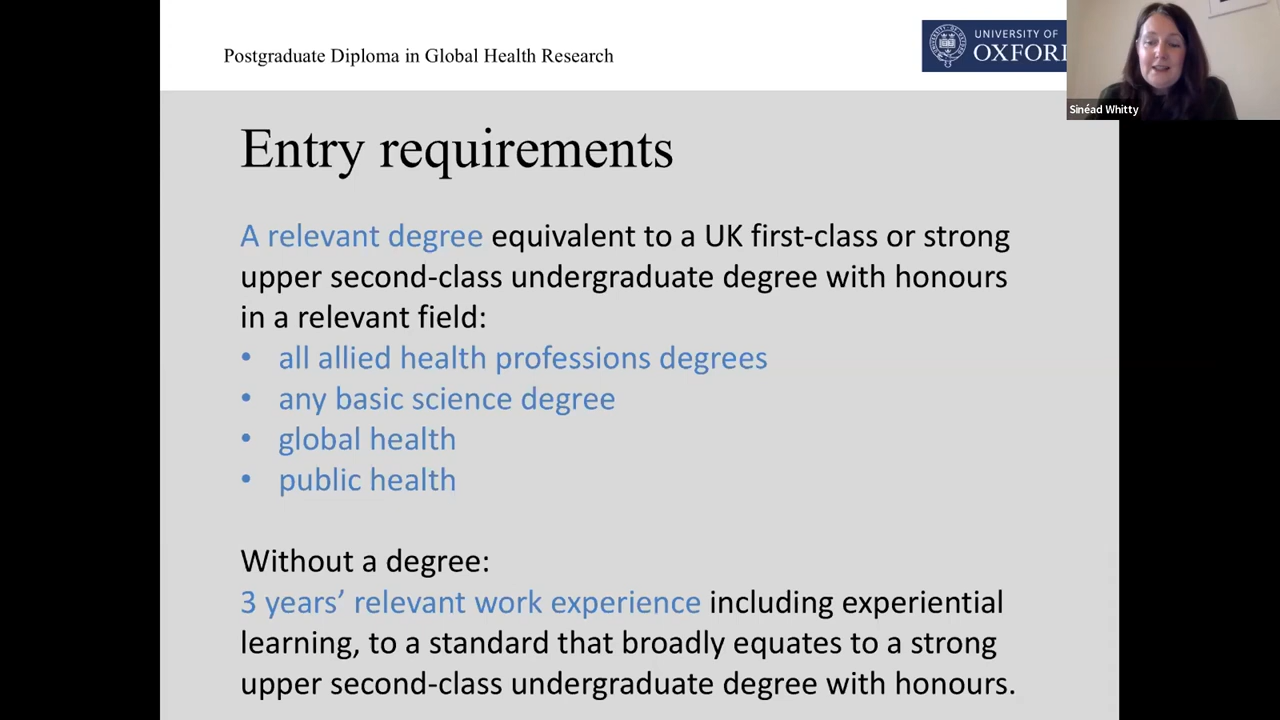 Postgraduate Diploma in Global Health Research
UNIVERSITY OF
OXFORD
Sinéad Whitty
Entry requirements
A relevant degree equivalent to a UK first-class or strong
upper second-class undergraduate degree with honours
in a relevant field:
• all allied health professions degrees
• any basic science degree
• global health
• public health
Without a degree:
3 years’ relevant work experience including experiential
learning, to a standard that broadly equates to a strong
upper second-class undergraduate degree with honours.